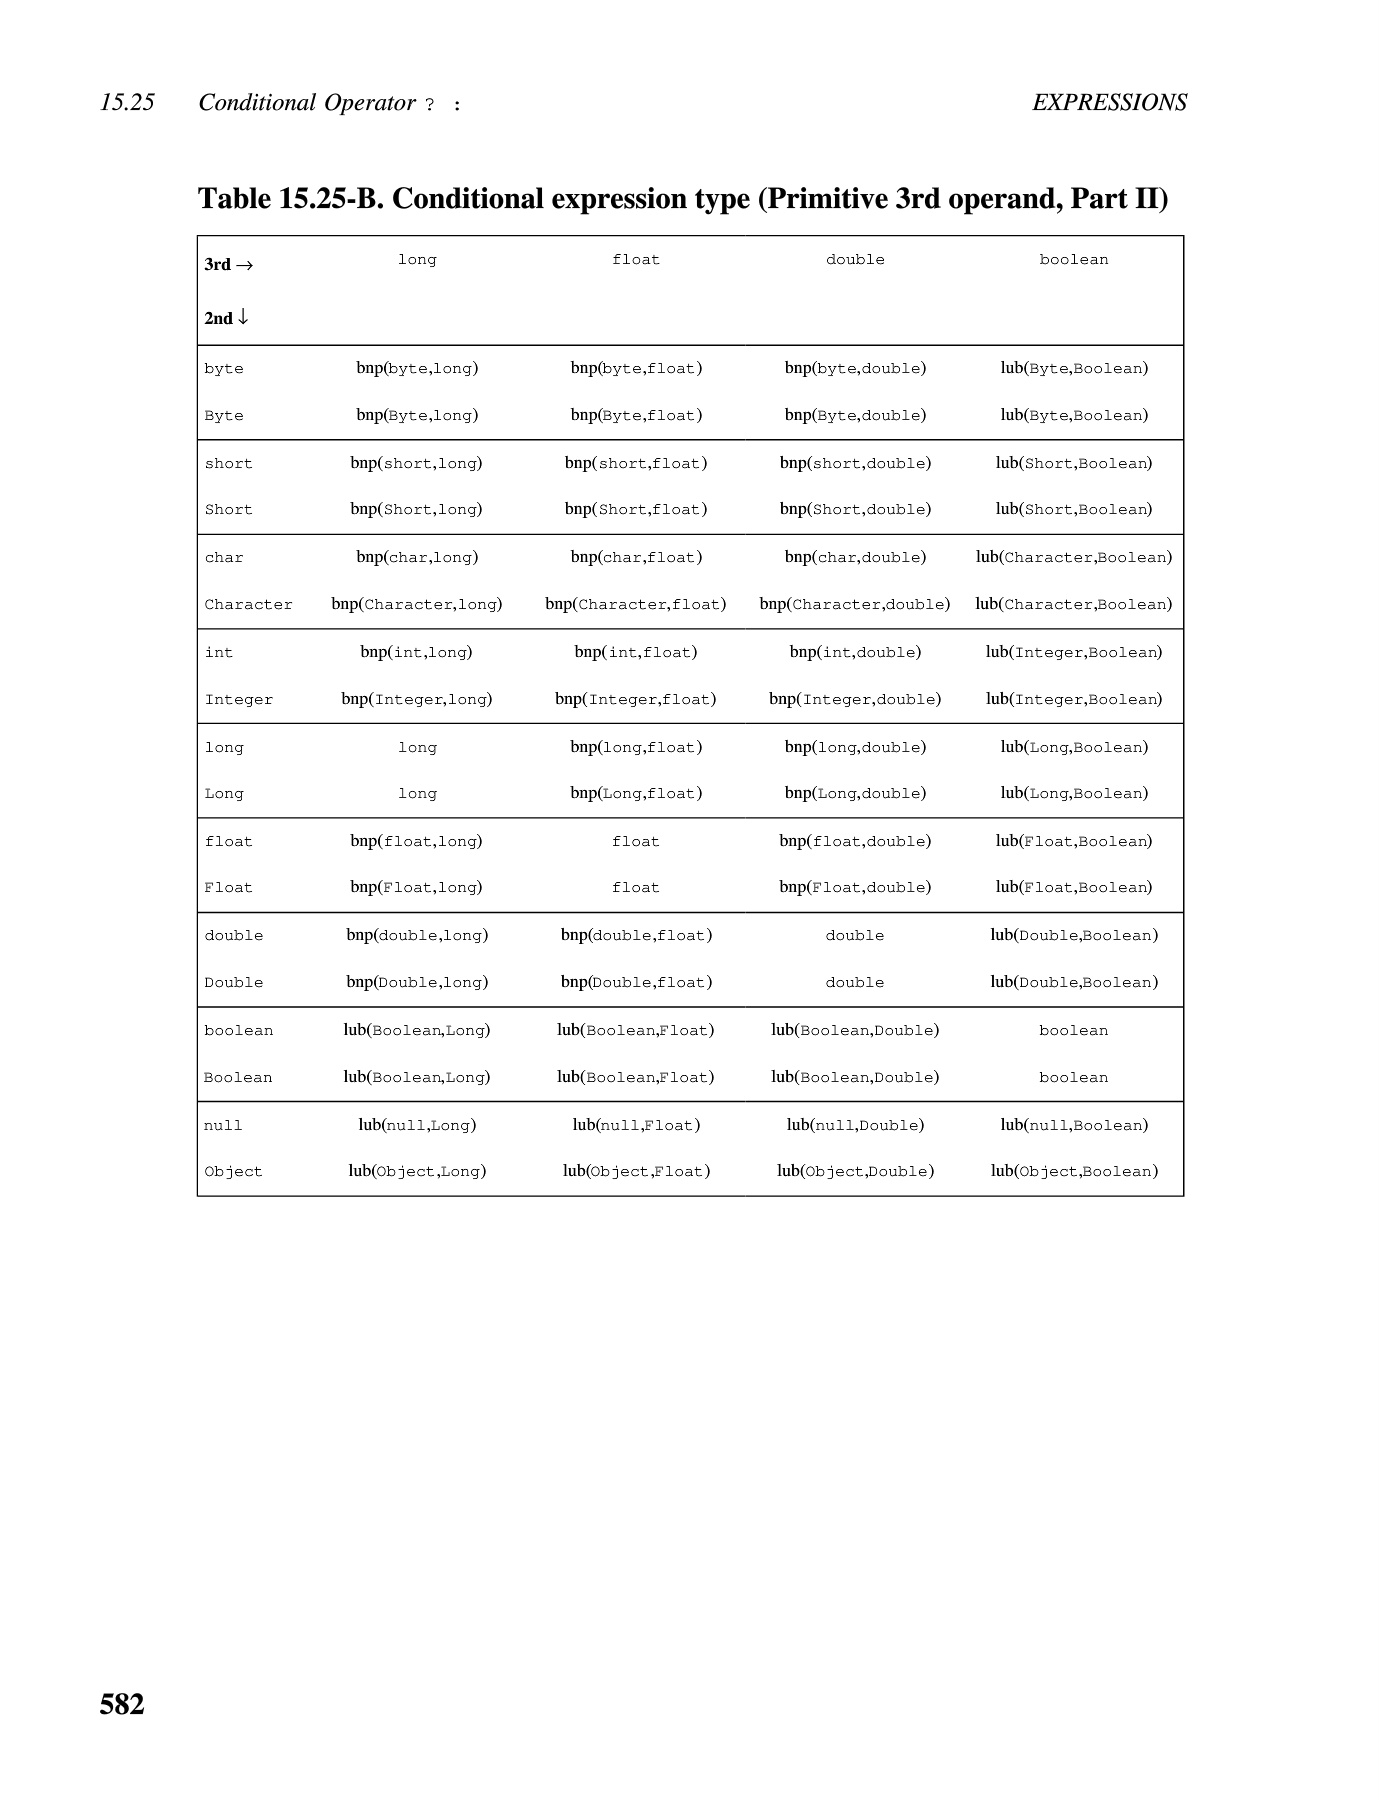 15.25 Conditional Operator ? : EXPRESSIONS
Table 15.25-B. Conditional expression type (Primitive 3rd operand, Part II)
3rd → long float double boolean
2nd ↓
byte bnp(byte,long) bnp(byte,float) bnp(byte,double) lub(Byte,Boolean)
Byte bnp(Byte,long) bnp(Byte,float) bnp(Byte,double) lub(Byte,Boolean)
short bnp(short,long) bnp(short,float) bnp(short,double) lub(Short,Boolean)
Short bnp(Short,long) bnp(Short,float) bnp(Short,double) lub(Short,Boolean)
char bnp(char,long) bnp(char,float) bnp(char,double) lub(Character,Boolean)
Character bnp(Character,long) bnp(Character,float) bnp(Character,double) lub(Character,Boolean)
int bnp(int,long) bnp(int,float) bnp(int,double) lub(Integer,Boolean)
Integer bnp(Integer,long) bnp(Integer,float) bnp(Integer,double) lub(Integer,Boolean)
long long bnp(long,float) bnp(long,double) lub(Long,Boolean)
Long long bnp(Long,float) bnp(Long,double) lub(Long,Boolean)
float bnp(float,long) float bnp(float,double) lub(Float,Boolean)
Float bnp(Float,long) float bnp(Float,double) lub(Float,Boolean)
double bnp(double,long) bnp(double,float) double lub(Double,Boolean)
Double bnp(Double,long) bnp(Double,float) double lub(Double,Boolean)
boolean lub(Boolean,Long) lub(Boolean,Float) lub(Boolean,Double) boolean
Boolean lub(Boolean,Long) lub(Boolean,Float) lub(Boolean,Double) boolean
null lub(null,Long) lub(null,Float) lub(null,Double) lub(null,Boolean)
Object lub(Object,Long) lub(Object,Float) lub(Object,Double) lub(Object,Boolean)
582